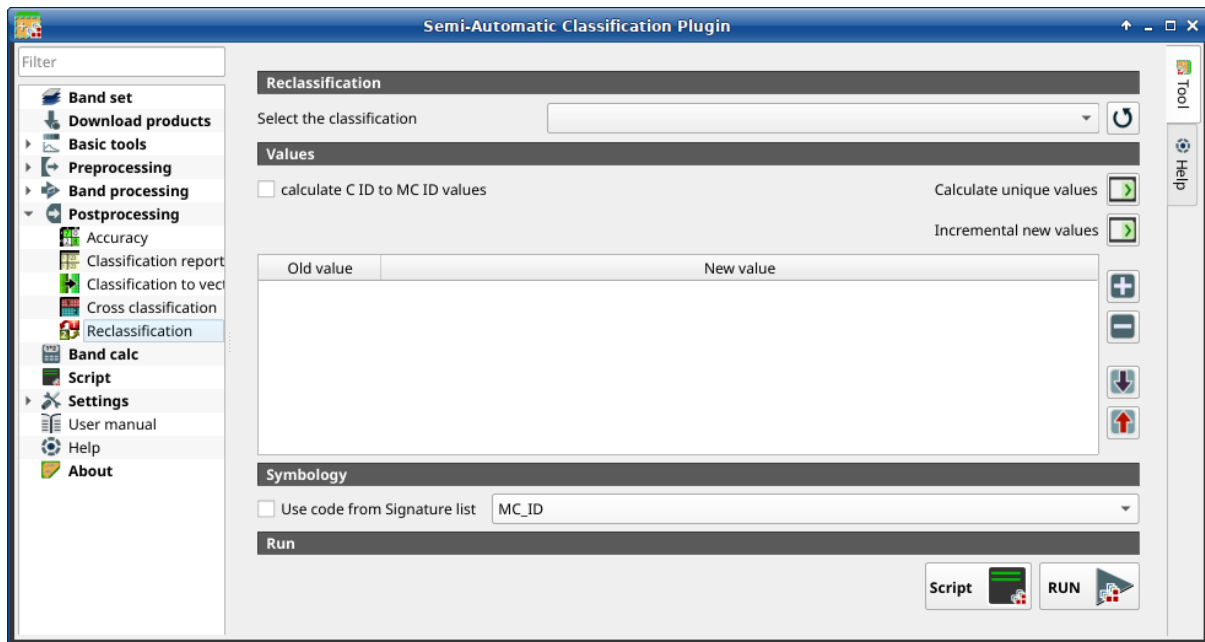 Semi-Automatic Classification Plugin
Filter
Band set
Download products
Basic tools
Preprocessing
Band processing
Postprocessing
Accuracy
Classification report
Classification to vect
Cross classification
Reclassification
Band calc
Script
Settings
User manual
Help
About
Reclassification
Select the classification
Values
calculate C ID to MC ID values
Calculate unique values
Incremental new values
Old value New value
Symbology
Use code from Signature list MC_ID
Run
Script RUN
Tool
Help